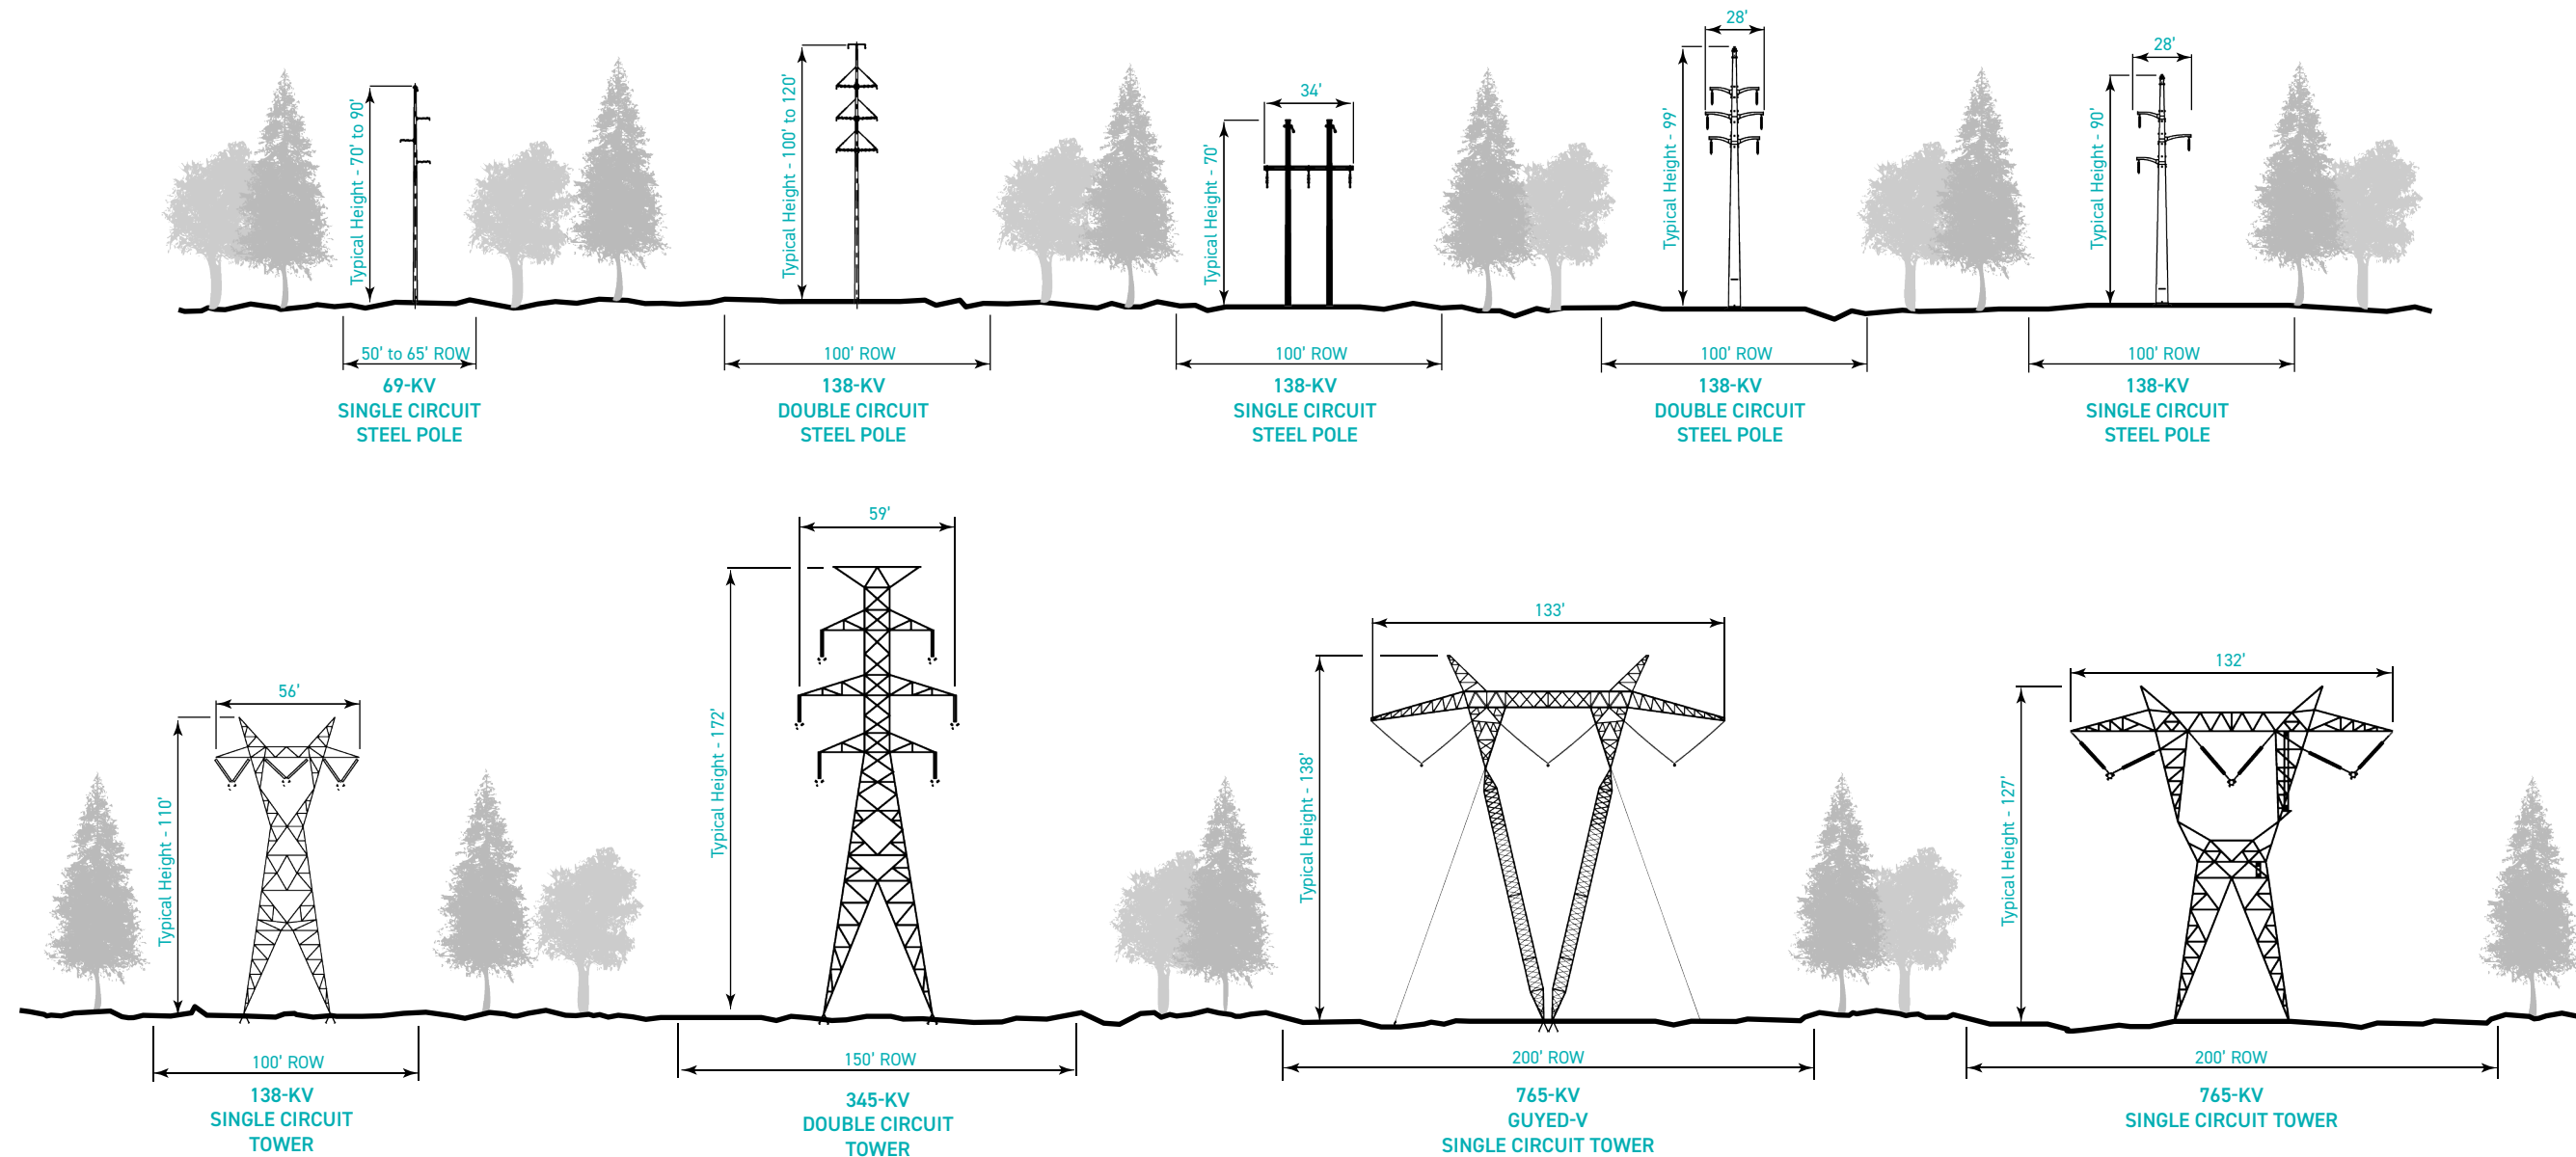 Typical Height - 70' to 90'
50' to 65' ROW
69-KV
SINGLE CIRCUIT
STEEL POLE
Typical Height - 100' to 120'
100' ROW
138-KV
DOUBLE CIRCUIT
STEEL POLE
34'
Typical Height - 70'
100' ROW
138-KV
SINGLE CIRCUIT
STEEL POLE
28'
Typical Height - 99'
100' ROW
138-KV
DOUBLE CIRCUIT
STEEL POLE
28'
Typical Height - 90'
100' ROW
138-KV
SINGLE CIRCUIT
STEEL POLE
56'
Typical Height - 110'
100' ROW
138-KV
SINGLE CIRCUIT
TOWER
59'
Typical Height - 172'
150' ROW
345-KV
DOUBLE CIRCUIT
TOWER
133'
Typical Height - 138'
200' ROW
765-KV
GUYED-V
SINGLE CIRCUIT TOWER
132'
Typical Height - 127'
200' ROW
765-KV
SINGLE CIRCUIT TOWER